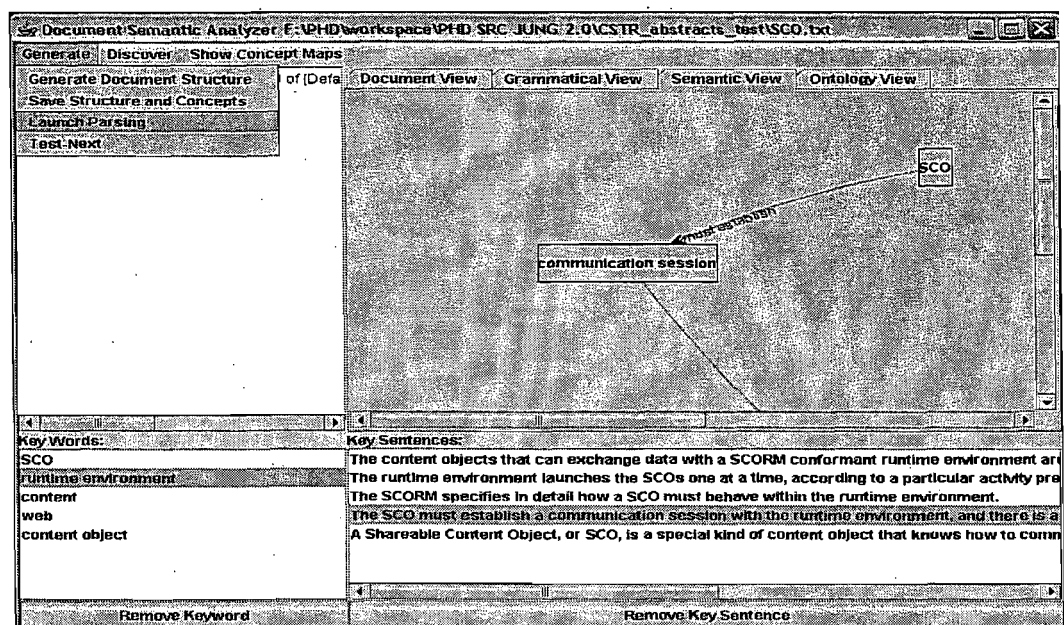 Document Semantic Analyzer E:\PHD\workspace\PHD SRC JUNG 2.0\CSTR_abstracts_test\SCO.txt
Generate Discover Show Concept Maps
Generate Document Structure
Save Structure and Concepts
Launch Parsing
Test-Next
of [Defa
Document View Grammatical View Semantic View Ontology View
SCO
must establish
communication session
Key Words:
SCO
runtime environment
content
web
content object
Remove Keyword
Key Sentences:
The content objects that can exchange data with a SCORM conformant runtime environment are
The runtime environment launches the SCOs one at a time, according to a particular activity pre
The SCORM specifies in detail how a SCO must behave within the runtime environment.
The SCO must establish a communication session with the runtime environment, and there is a
A Shareable Content Object, or SCO, is a special kind of content object that knows how to comm
Remove Key Sentence